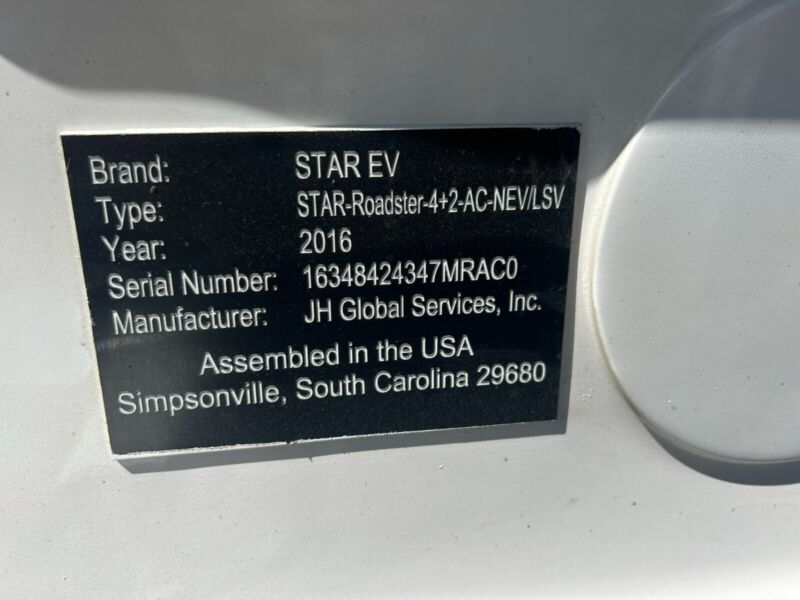 Brand: STAR EV
Type: STAR-Roadster-4+2-AC-NEV/LSV
Year: 2016
Serial Number: 16348424347MRAC0
Manufacturer: JH Global Services, Inc.
Assembled in the USA
Simpsonville, South Carolina 29680